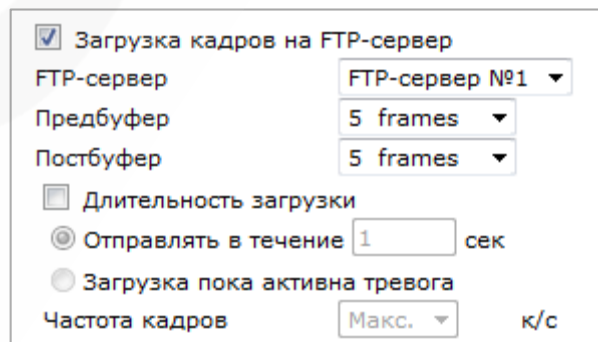 Загрузка кадров на FTP-сервер
FTP-сервер FTP-сервер №1
Предбуфер 5 frames
Постбуфер 5 frames
Длительность загрузки
Отправлять в течение 1 сек
Загрузка пока активна тревога
Частота кадров Макс. к/с